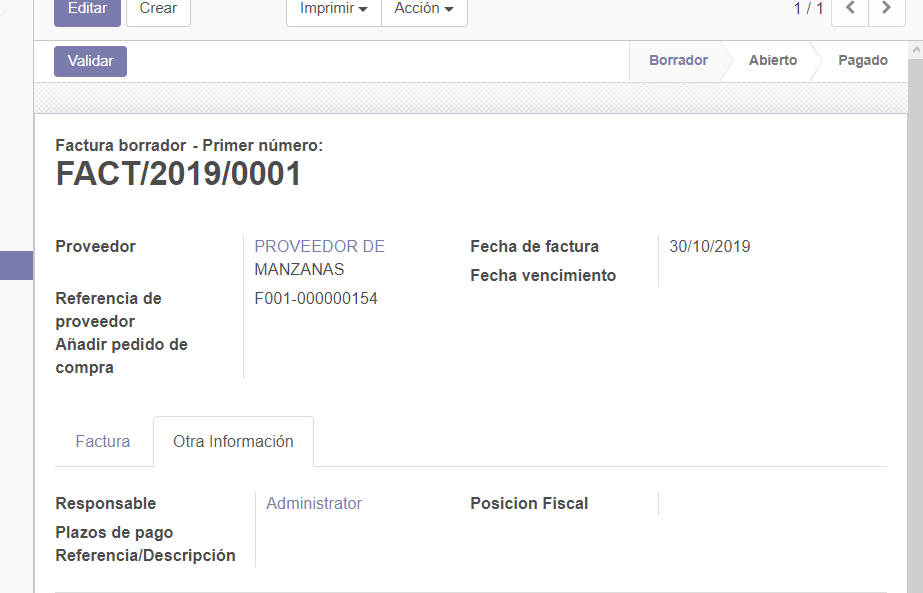 Editar Crear Imprimir Acción 1 / 1
Validar Borrador Abierto Pagado
Factura borrador - Primer número:
FACT/2019/0001
Proveedor PROVEEDOR DE Fecha de factura 30/10/2019
MANZANAS Fecha vencimiento
Referencia de F001-000000154
proveedor
Añadir pedido de
compra
Factura Otra Información
Responsable Administrator Posicion Fiscal
Plazos de pago
Referencia/Descripción